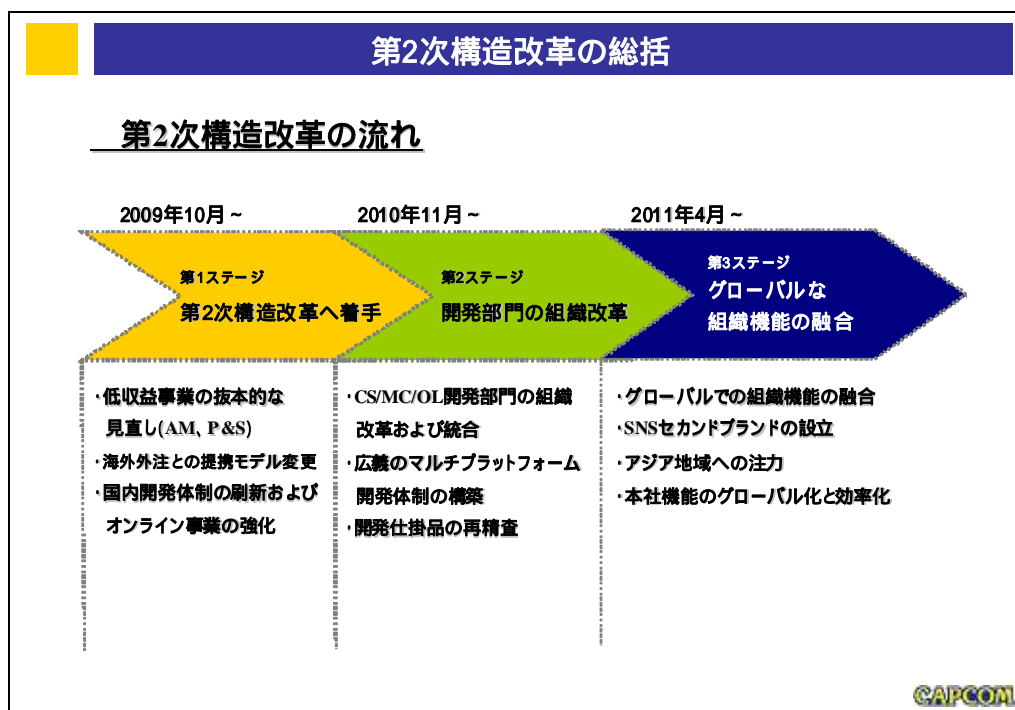 第2次構造改革の総括
第2次構造改革の流れ
2009年10月~
2010年11月~
2011年4月~
第1ステージ
第2次構造改革へ着手
第2ステージ
開発部門の組織改革
第3ステージ
グローバルな
組織機能の融合
・低収益事業の抜本的な
見直し(AM、P&S)
・海外外注との提携モデル変更
・国内開発体制の刷新および
オンライン事業の強化
・CS/MC/OL開発部門の組織
改革および統合
・広義のマルチプラットフォーム
開発体制の構築
・開発仕掛品の再精査
・グローバルでの組織機能の融合
・SNSセカンドブランドの設立
・アジア地域への注力
・本社機能のグローバル化と効率化
CAPCOM